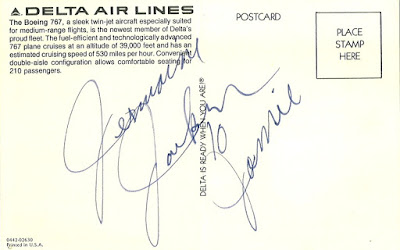 DELTA AIR LINES
The Boeing 767, a sleek twin-jet aircraft especially suited
for medium-range flights, is the newest member of Delta's
proud fleet. The fuel-efficient and technologically advanced
767 plane cruises at an altitude of 39,000 feet and has an
estimated cruising speed of 530 miles per hour. Convenient
double-aisle configuration allows comfortable seating for
210 passengers.
POSTCARD
PLACE
STAMP
HERE
DELTA IS READY WHEN YOU ARE!®
to
0442-02630
Printed in U.S.A.